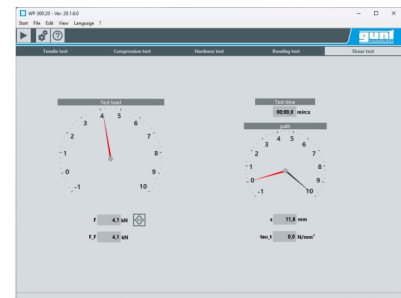 WP 300.20 - Ver. 20.1.6.0
Start File Edit View Language ?
gunt
Tensile test Compression test Hardness test Bending test Shear test
Test load
Test time
00:00,0 min:s
path
-1 0 1 2 3 4 5 6 7 8 9 10
-1 0 1 2 3 4 5 6 7 8 9 10
F 4,1 kN
s 11,8 mm
F_F 4,1 kN
tau_t 0,0 N/mm²